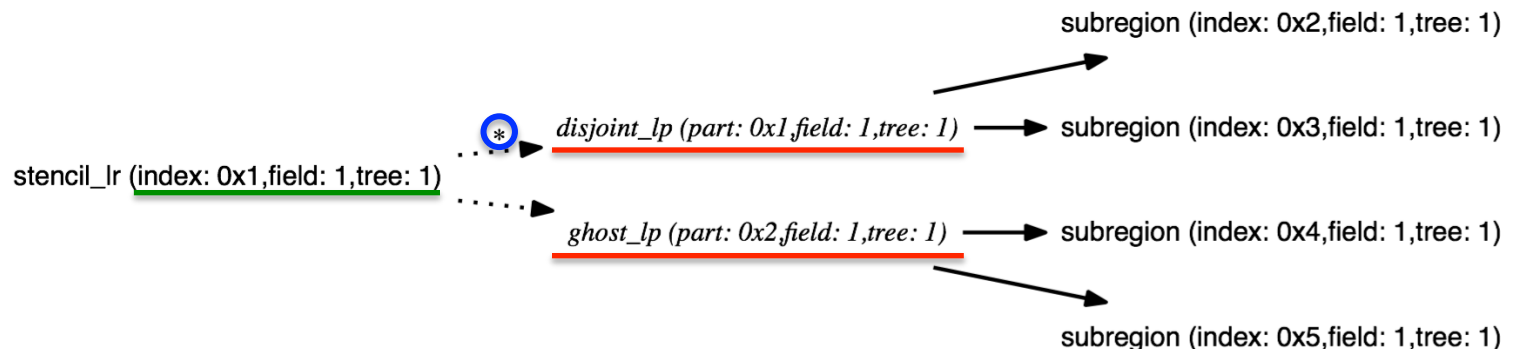 subregion (index: 0x2,field: 1,tree: 1)
*
disjoint_lp (part: 0x1,field: 1,tree: 1)
subregion (index: 0x3,field: 1,tree: 1)
stencil_lr (index: 0x1,field: 1,tree: 1)
ghost_lp (part: 0x2,field: 1,tree: 1)
subregion (index: 0x4,field: 1,tree: 1)
subregion (index: 0x5,field: 1,tree: 1)